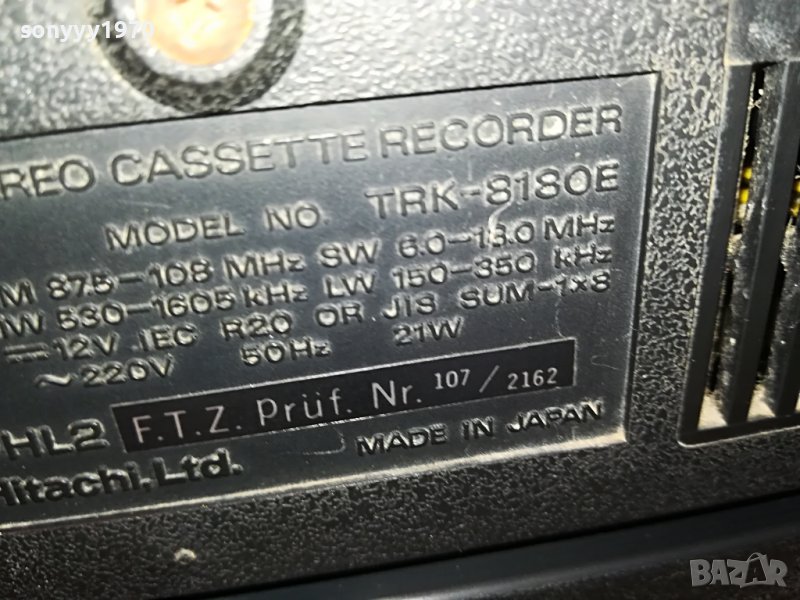 sonyyy1970
REO CASSETTE RECORDER
MODEL NO. TRK-8180E
M 87.5-108 MHz SW 6.0-18.0 MHz
MW 530-1605 kHz LW 150-350 kHz
⎓12V IEC R20 OR JIS SUM-1×8
~220V 50Hz 21W
HL2 F.T.Z. Prüf. Nr. 107/2162
Hitachi, Ltd. MADE IN JAPAN
BAZAR